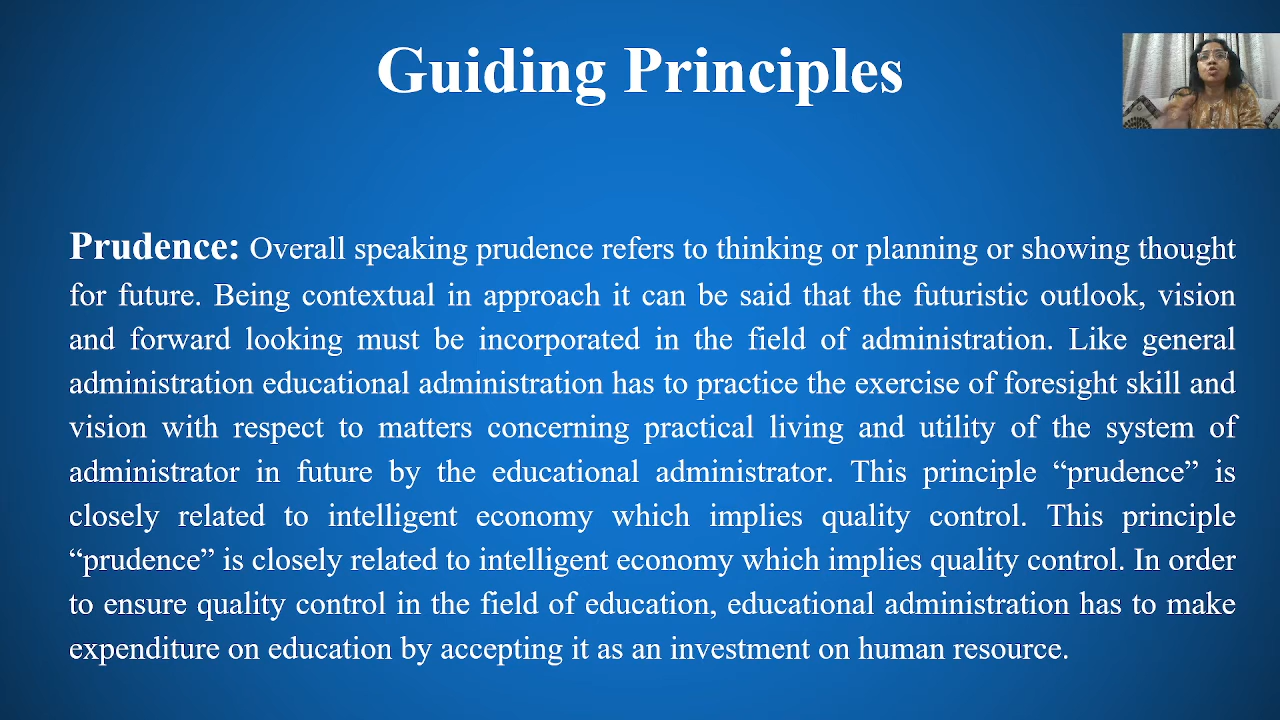 Guiding Principles
Prudence: Overall speaking prudence refers to thinking or planning or showing thought
for future. Being contextual in approach it can be said that the futuristic outlook, vision
and forward looking must be incorporated in the field of administration. Like general
administration educational administration has to practice the exercise of foresight skill and
vision with respect to matters concerning practical living and utility of the system of
administrator in future by the educational administrator. This principle “prudence” is
closely related to intelligent economy which implies quality control. This principle
“prudence” is closely related to intelligent economy which implies quality control. In order
to ensure quality control in the field of education, educational administration has to make
expenditure on education by accepting it as an investment on human resource.